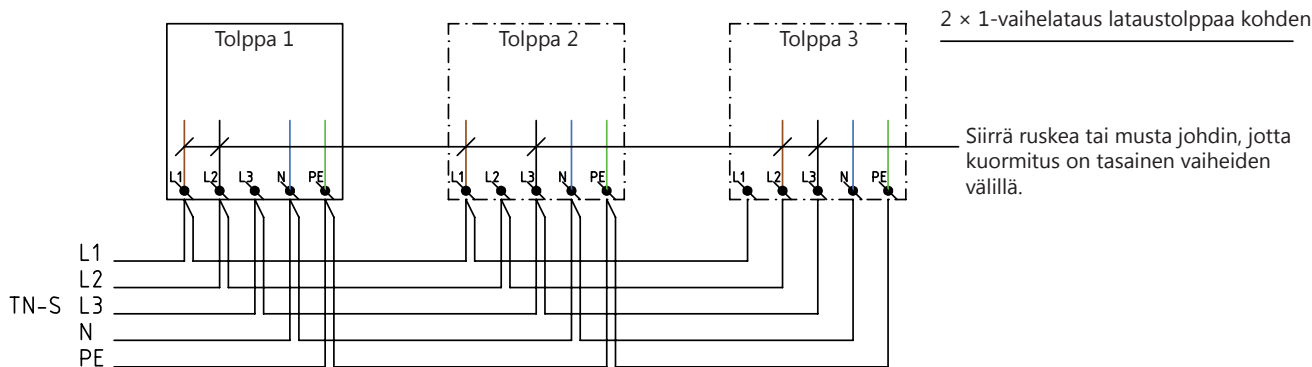 2 × 1-vaihelataus lataustolppaa kohden
Tolppa 1
Tolppa 2
Tolppa 3
Siirrä ruskea tai musta johdin, jotta
kuormitus on tasainen vaiheiden
välillä.
L1 L2 L3 N PE
L1 L2 L3 N PE
L1 L2 L3 N PE
L1
L2
TN-S L3
N
PE